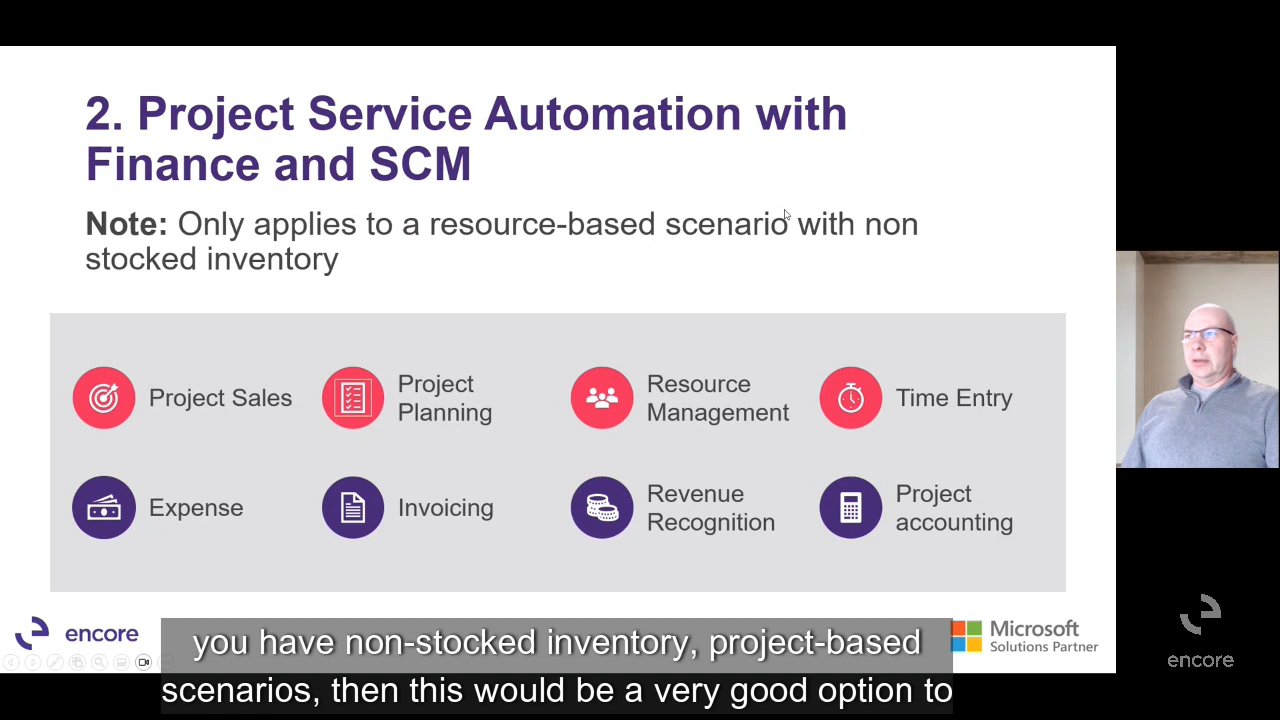 2. Project Service Automation with
Finance and SCM
Note: Only applies to a resource-based scenario with non
stocked inventory
Project Sales
Project
Planning
Resource
Management
Time Entry
Expense
Invoicing
Revenue
Recognition
Project
accounting
encore
Microsoft
Solutions Partner
encore
you have non-stocked inventory, project-based
scenarios, then this would be a very good option to